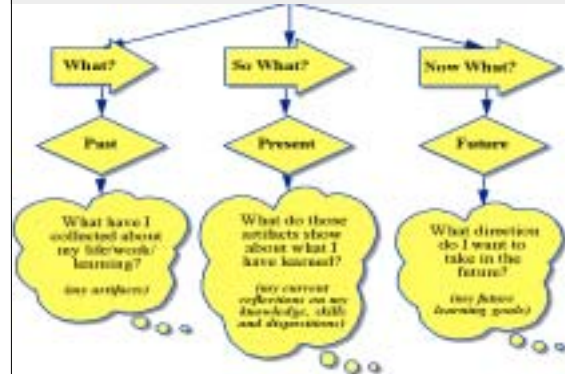 What?
So What?
Now What?
Past
Present
Future
What have I
collected about
my life/work/
learning?
(my artifacts)
What do those
artifacts show
about what I
have learned?
(my current
reflections on my
knowledge, skills
and dispositions)
What direction
do I want to
take in the
future?
(my future
learning goals)